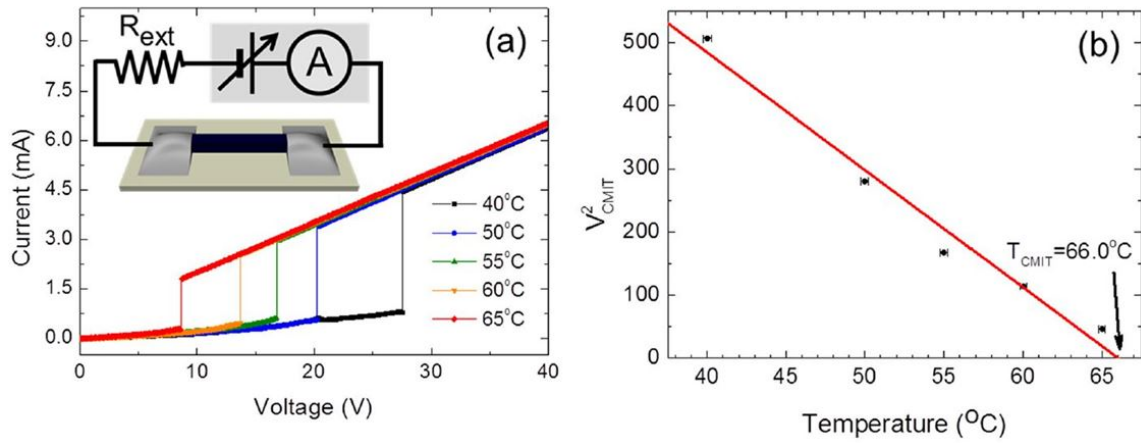 (a)
R_ext
A
9.0
7.5
6.0
4.5
3.0
1.5
0.0
Current (mA)
40°C
50°C
55°C
60°C
65°C
0 10 20 30 40
Voltage (V)
(b)
500
400
300
200
100
0
V²_CMIT
T_CMIT=66.0°C
40 45 50 55 60 65
Temperature (°C)